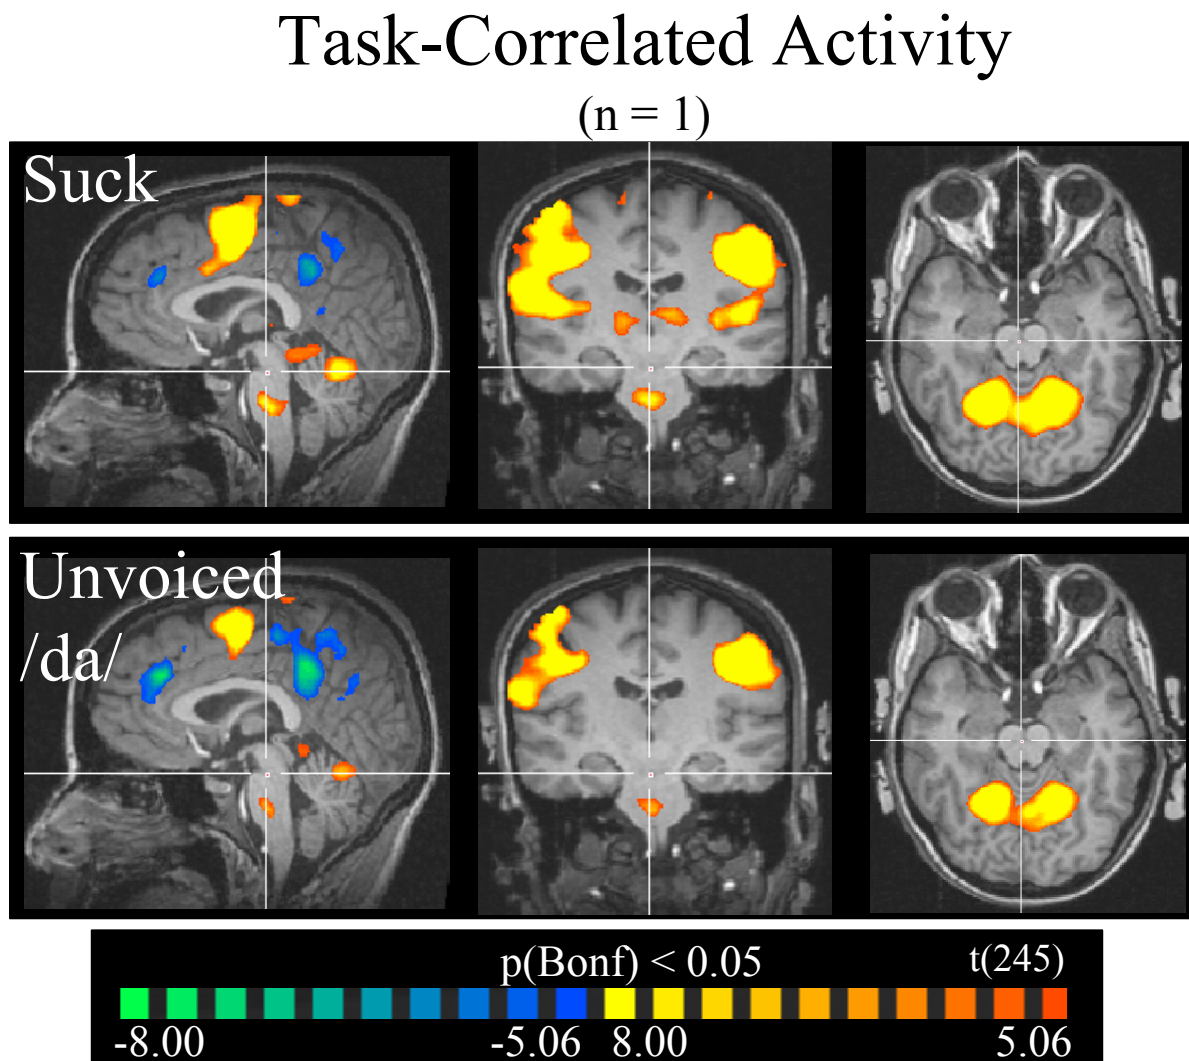 Task-Correlated Activity
(n = 1)
Suck
Unvoiced
/da/
p(Bonf) < 0.05 t(245)
-8.00 -5.06 8.00 5.06